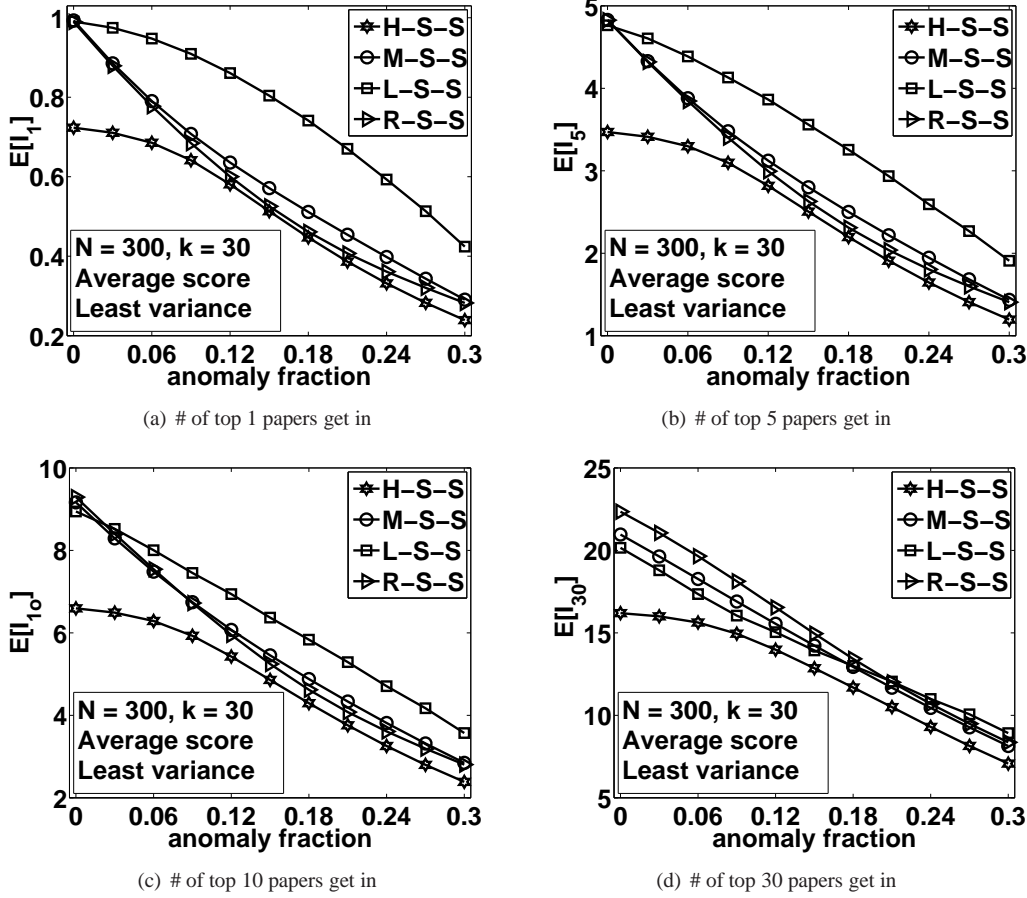 1
0.8
0.6
0.4
0.2
E[I_1]
H–S–S
M–S–S
L–S–S
R–S–S
N = 300, k = 30
Average score
Least variance
0 0.06 0.12 0.18 0.24 0.3
anomaly fraction
(a) # of top 1 papers get in
5
4
3
2
1
E[I_5]
H–S–S
M–S–S
L–S–S
R–S–S
N = 300, k = 30
Average score
Least variance
0 0.06 0.12 0.18 0.24 0.3
anomaly fraction
(b) # of top 5 papers get in
10
8
6
4
2
E[I_1o]
H–S–S
M–S–S
L–S–S
R–S–S
N = 300, k = 30
Average score
Least variance
0 0.06 0.12 0.18 0.24 0.3
anomaly fraction
(c) # of top 10 papers get in
25
20
15
10
5
E[I_30]
H–S–S
M–S–S
L–S–S
R–S–S
N = 300, k = 30
Average score
Least variance
0 0.06 0.12 0.18 0.24 0.3
anomaly fraction
(d) # of top 30 papers get in